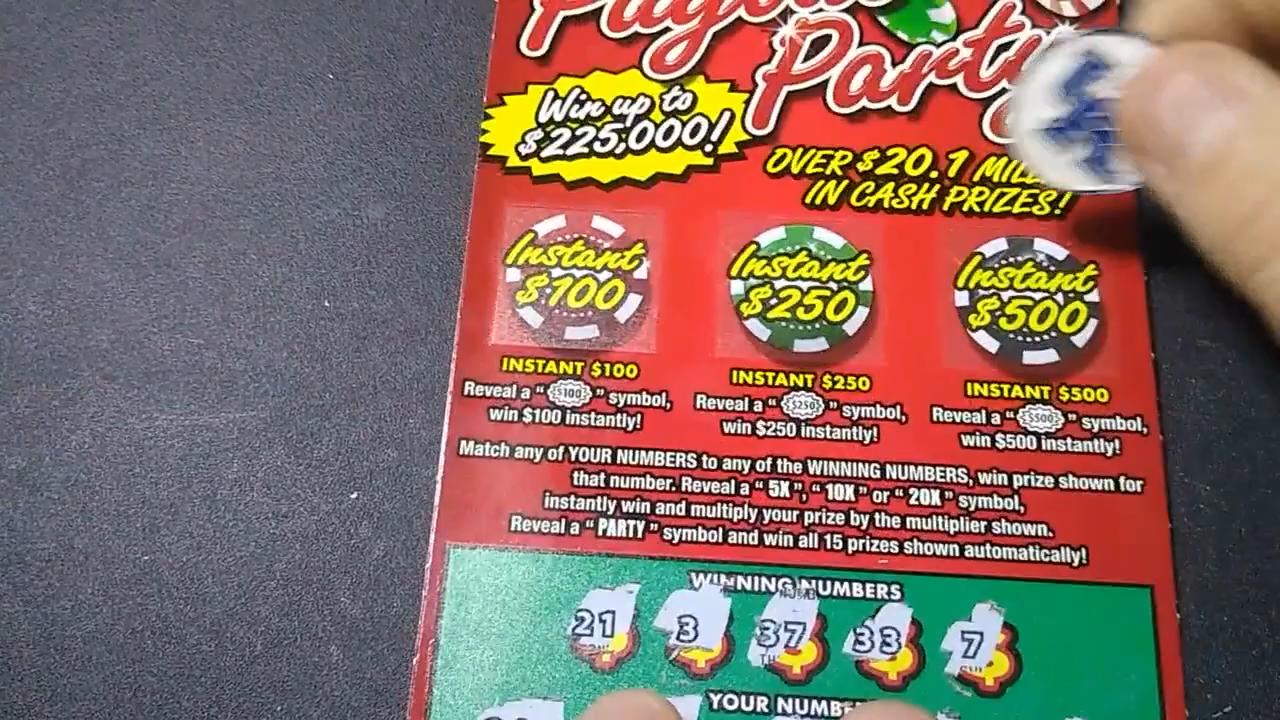 Payout
Party
Win up to
$225,000!
OVER $20.1
IN CASH PRIZES!
Instant
$100
Instant
$250
Instant
$500
INSTANT $100
Reveal a "$100" symbol,
win $100 instantly!
INSTANT $250
Reveal a "$250" symbol,
win $250 instantly!
INSTANT $500
Reveal a "$500" symbol,
win $500 instantly!
Match any of YOUR NUMBERS to any of the WINNING NUMBERS, win prize shown for
that number. Reveal a "5X", "10X" or "20X" symbol,
instantly win and multiply your prize by the multiplier shown.
Reveal a "PARTY" symbol and win all 15 prizes shown automatically!
WINNING NUMBERS
21 3 37 33 7
YOUR